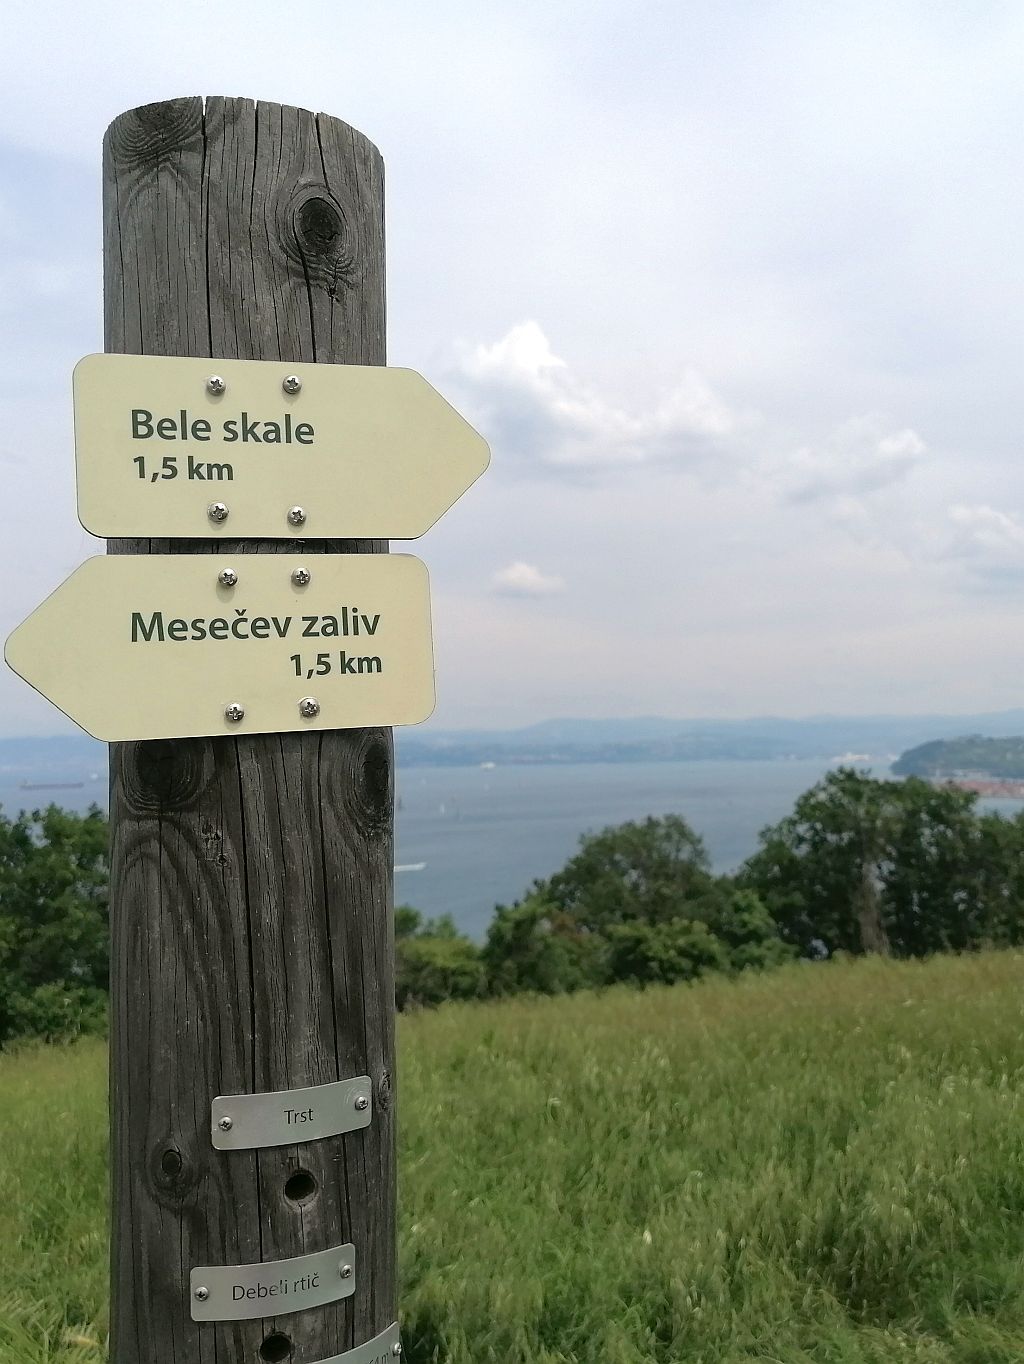 Bele skale
1,5 km
Mesečev zaliv
1,5 km
Trst
Debeli rtič